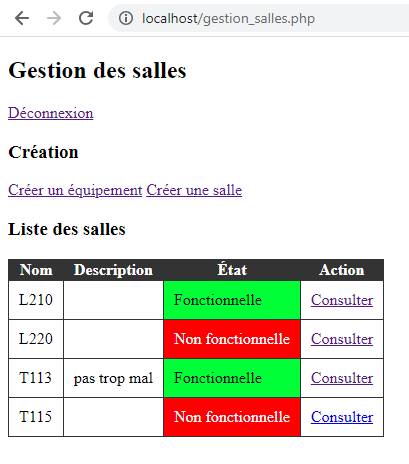 localhost/gestion_salles.php
Gestion des salles
Déconnexion
Création
Créer un équipement Créer une salle
Liste des salles
Nom Description État Action
L210 Fonctionnelle Consulter
L220 Non fonctionnelle Consulter
T113 pas trop mal Fonctionnelle Consulter
T115 Non fonctionnelle Consulter